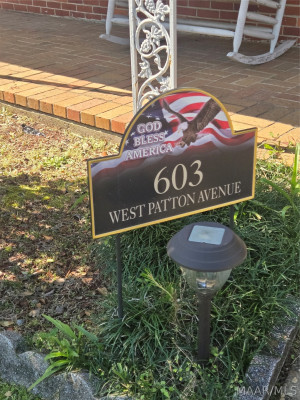 GOD
BLESS
AMERICA
603
WEST PATTON AVENUE
MAAR/MLS